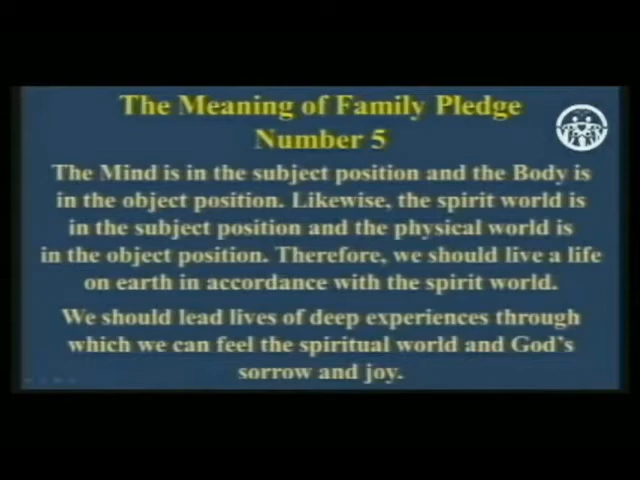 The Meaning of Family Pledge
Number 5
The Mind is in the subject position and the Body is
in the object position. Likewise, the spirit world is
in the subject position and the physical world is
in the object position. Therefore, we should live a life
on earth in accordance with the spirit world.
We should lead lives of deep experiences through
which we can feel the spiritual world and God's
sorrow and joy.